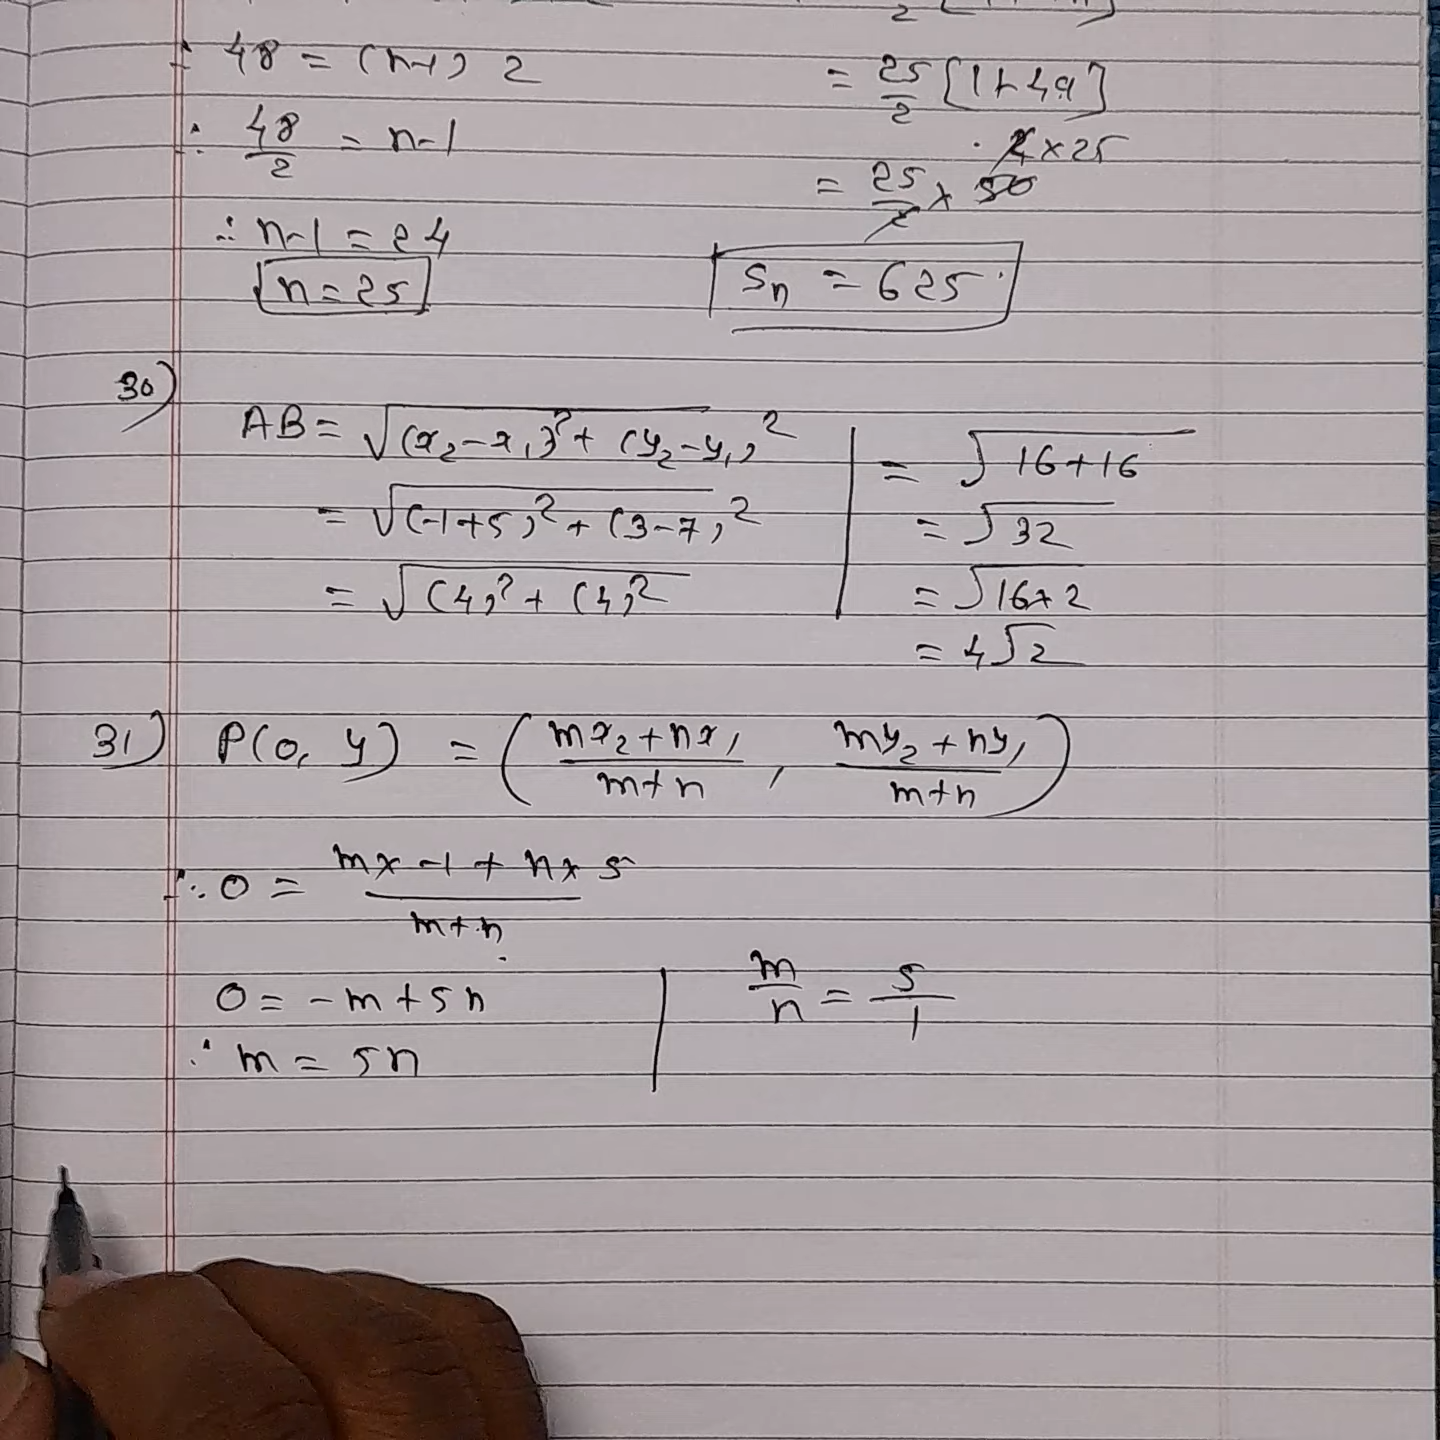 48 = (n-1) 2
∴ 48/2 = n-1
∴ n-1 = 24
n = 25
= 25/2 [1+49]
= 25/2 × 50 2×25
Sn = 625
30)
AB = √(x₂-x₁)² + (y₂-y₁)²
= √(-1+5)² + (3-7)²
= √(4)² + (4)²
= √16+16
= √32
= √16×2
= 4√2
31) P(0, y) = (mx₂+nx₁/m+n , my₂+ny₁/m+n)
∴ 0 = m×-1+n×5/m+n
0 = -m+5n
∴ m = 5n
m/n = 5/1